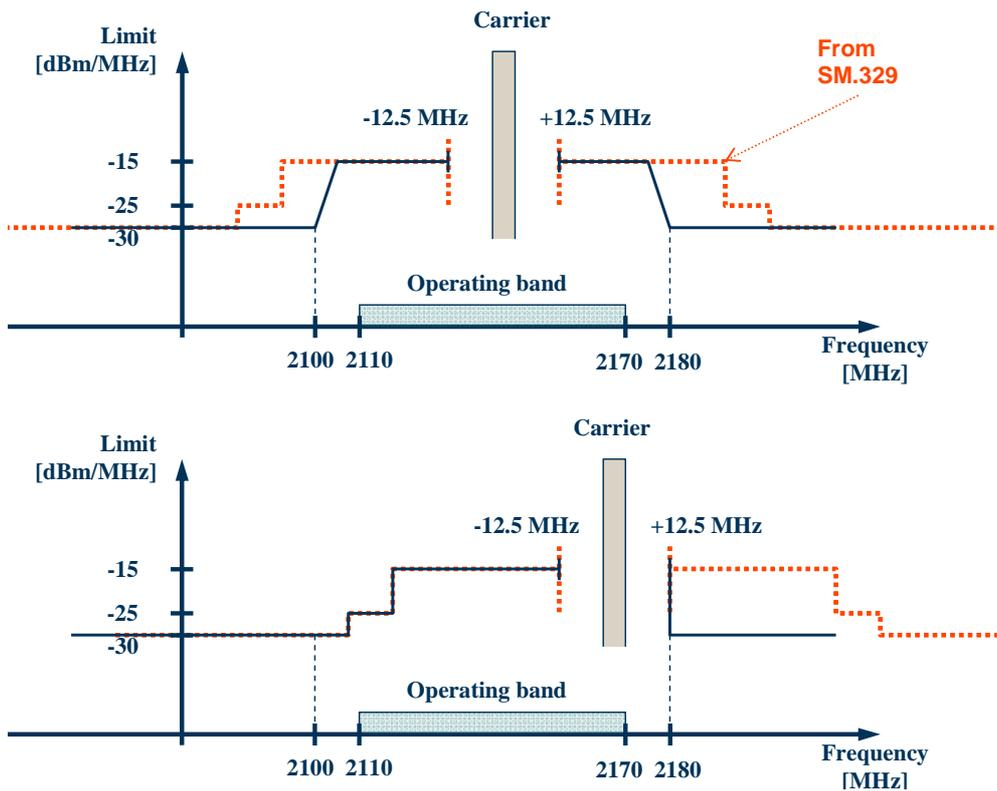 Carrier
Limit
[dBm/MHz]
From
SM.329
-12.5 MHz
+12.5 MHz
-15
-25
-30
Operating band
2100
2110
2170
2180
Frequency
[MHz]
Carrier
Limit
[dBm/MHz]
-12.5 MHz
+12.5 MHz
-15
-25
-30
Operating band
2100
2110
2170
2180
Frequency
[MHz]